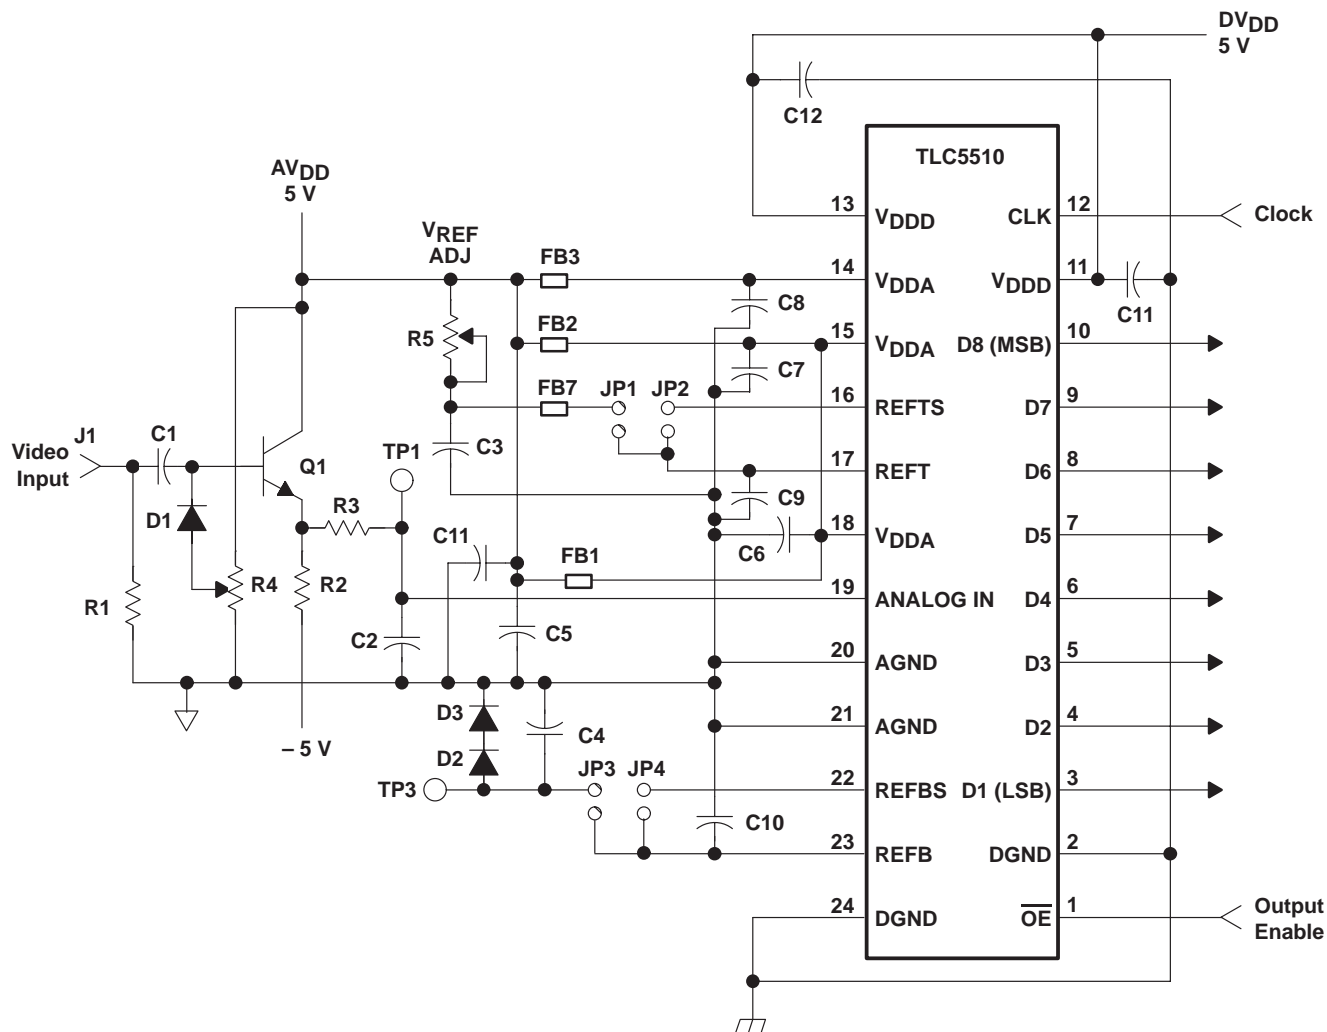 DVDD
5 V
C12
TLC5510
AVDD
5 V
13
VDDD
CLK
12
Clock
VREF
ADJ
FB3
14
VDDA
VDDD
11
C8
C11
R5
FB2
15
VDDA
D8 (MSB)
10
C7
FB7
JP1
JP2
16
REFTS
D7
9
Video
Input
J1
C1
Q1
TP1
C3
17
REFT
D6
8
C9
D1
R3
C11
C6
18
VDDA
D5
7
FB1
R1
R4
R2
19
ANALOG IN
D4
6
C2
C5
20
AGND
D3
5
D3
C4
21
AGND
D2
4
– 5 V
D2
JP3
JP4
TP3
22
REFBS
D1 (LSB)
3
C10
23
REFB
DGND
2
24
DGND
OE
1
Output
Enable